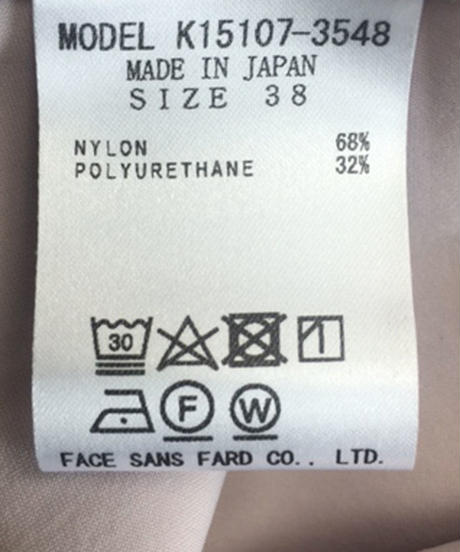 MODEL K15107-3548
MADE IN JAPAN
SIZE 38
NYLON 68%
POLYURETHANE 32%
30
F W
FACE SANS FARD CO., LTD.